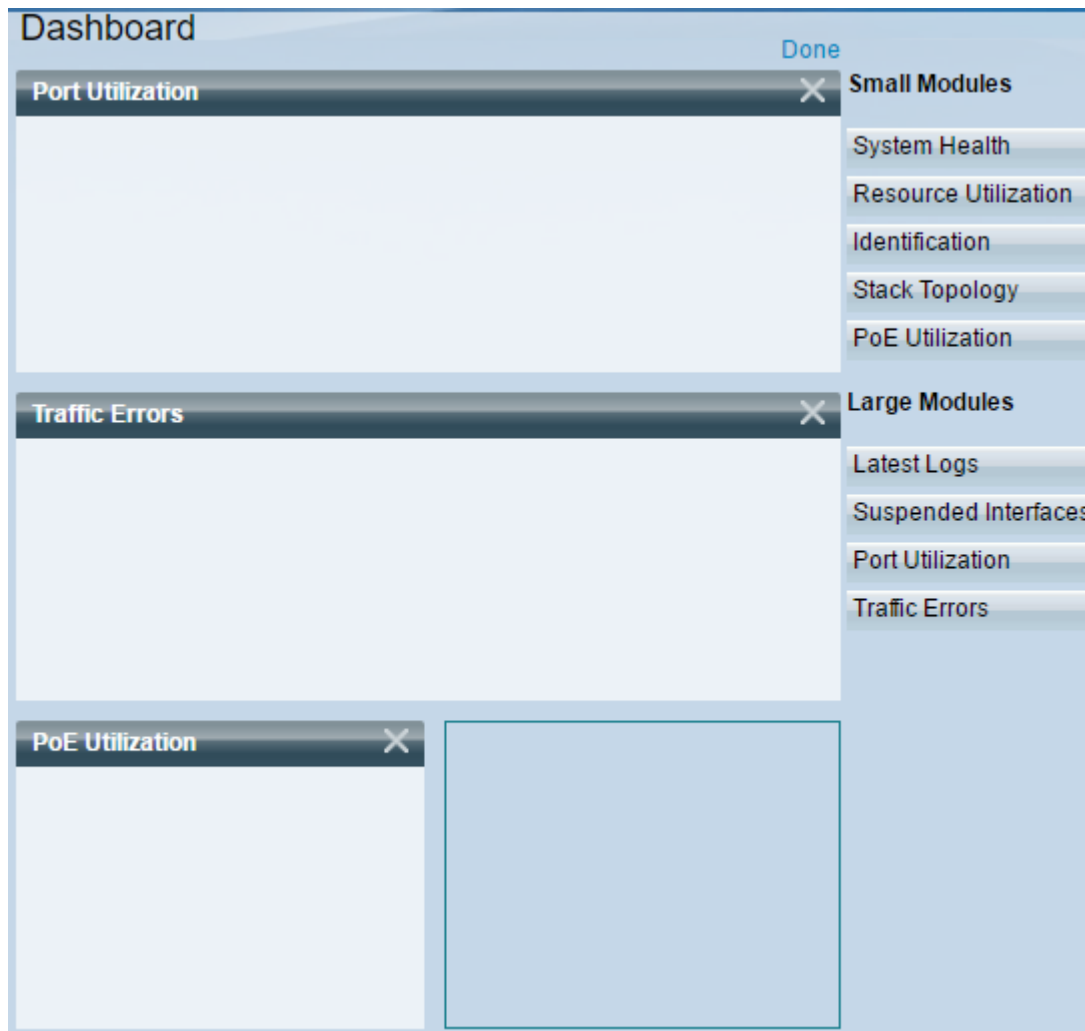 Dashboard
Done
Port Utilization
Traffic Errors
PoE Utilization
Small Modules
System Health
Resource Utilization
Identification
Stack Topology
PoE Utilization
Large Modules
Latest Logs
Suspended Interfaces
Port Utilization
Traffic Errors